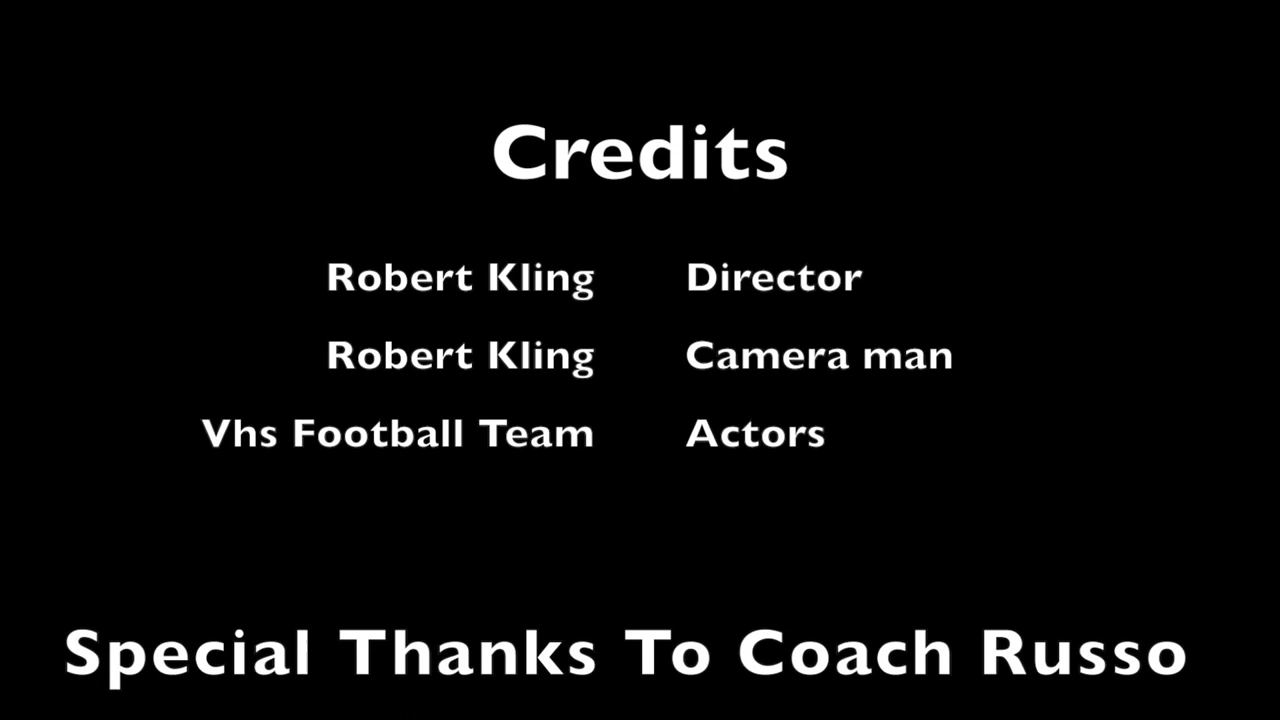 Credits
Robert Kling Director
Robert Kling Camera man
Vhs Football Team Actors
Special Thanks To Coach Russo